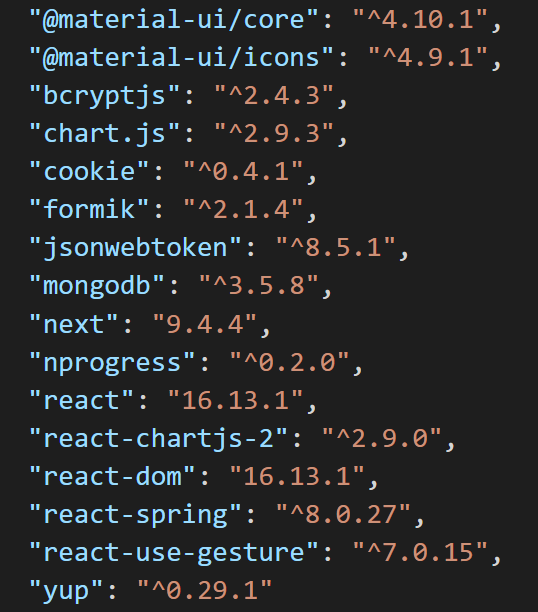 "@material-ui/core": "^4.10.1",
"@material-ui/icons": "^4.9.1",
"bcryptjs": "^2.4.3",
"chart.js": "^2.9.3",
"cookie": "^0.4.1",
"formik": "^2.1.4",
"jsonwebtoken": "^8.5.1",
"mongodb": "^3.5.8",
"next": "9.4.4",
"nprogress": "^0.2.0",
"react": "16.13.1",
"react-chartjs-2": "^2.9.0",
"react-dom": "16.13.1",
"react-spring": "^8.0.27",
"react-use-gesture": "^7.0.15",
"yup": "^0.29.1"